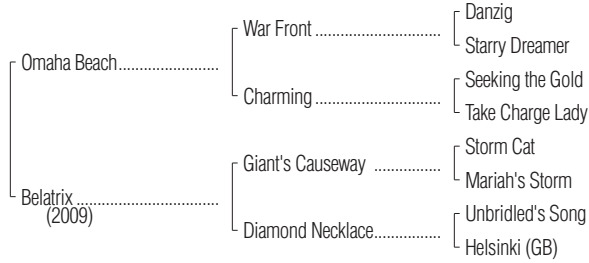 Danzig
War Front ..........................
Starry Dreamer
Omaha Beach........................
Seeking the Gold
Charming ..............................
Take Charge Lady
Storm Cat
Giant's Causeway ................
Mariah's Storm
Belatrix ..................................
(2009)
Unbridled's Song
Diamond Necklace................
Helsinki (GB)